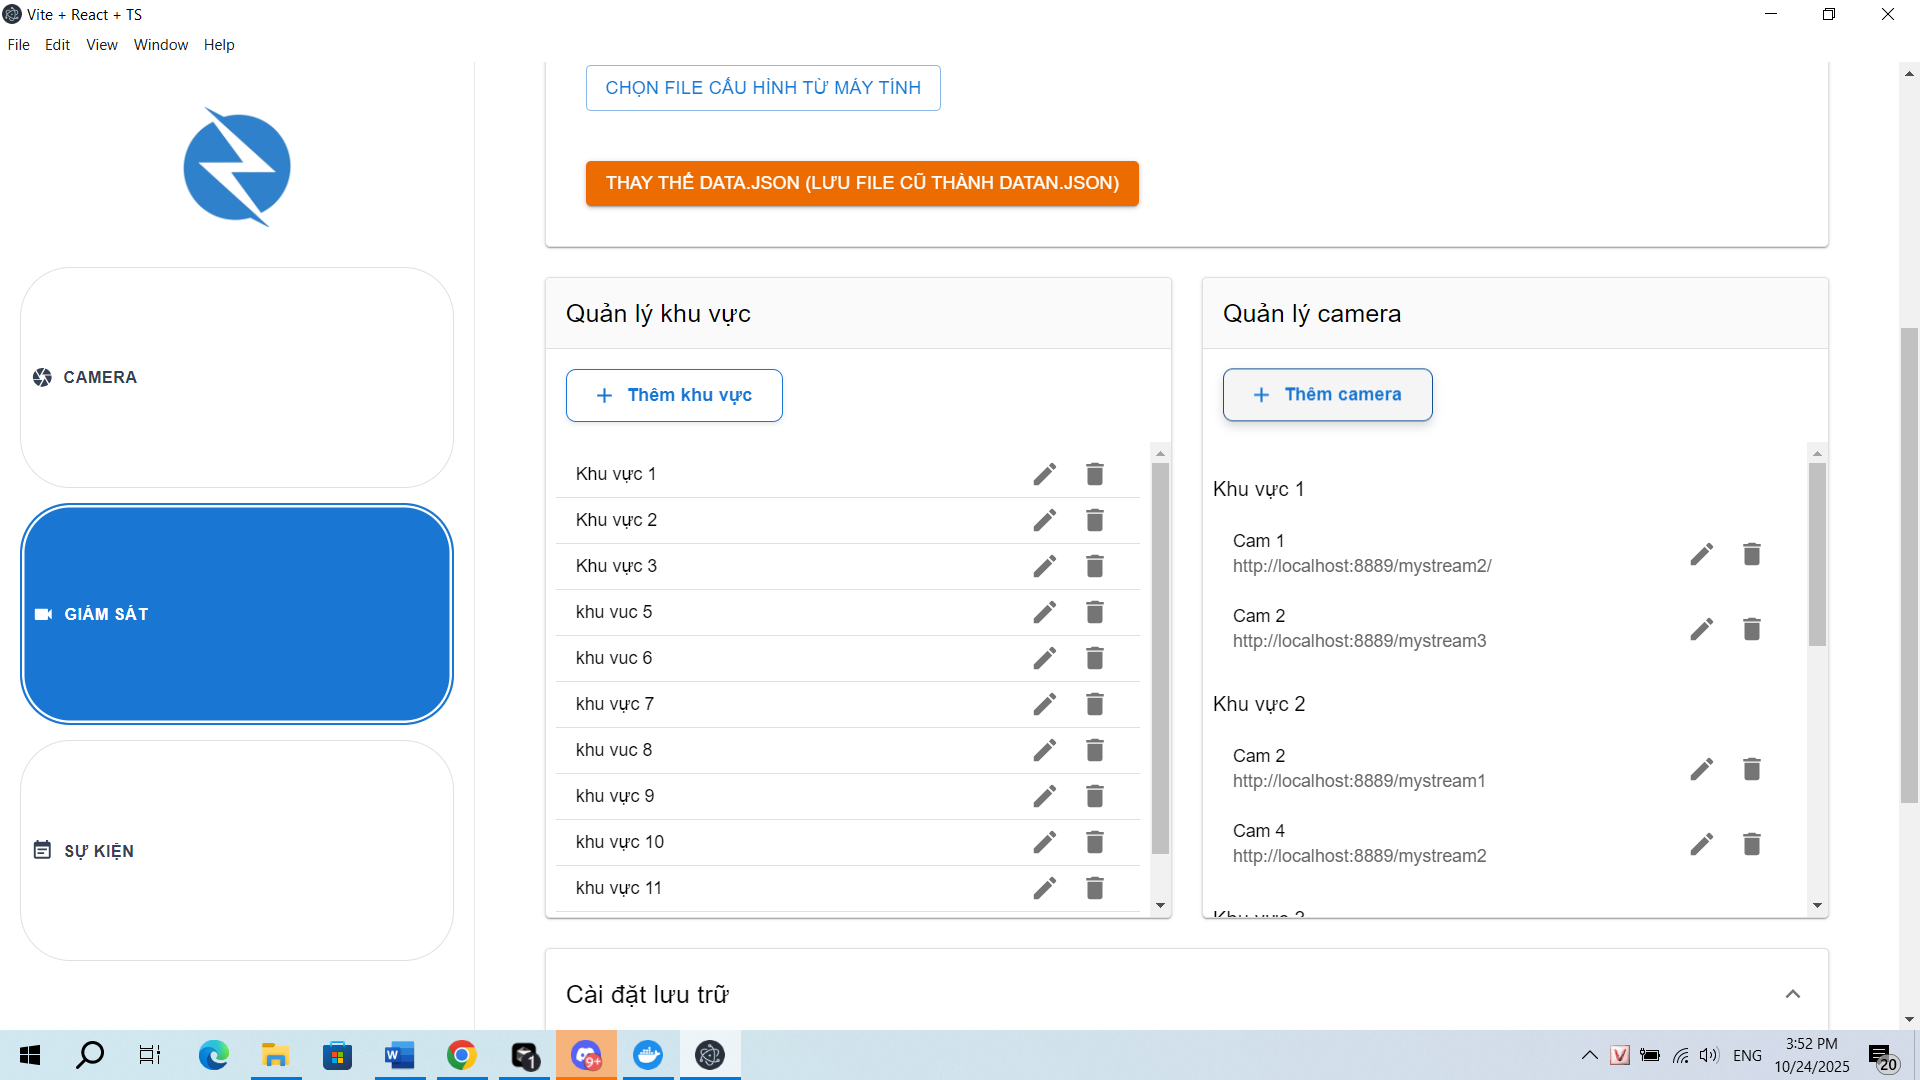 Vite + React + TS
File Edit View Window Help
CHỌN FILE CẤU HÌNH TỪ MÁY TÍNH
THAY THẾ DATA.JSON (LƯU FILE CŨ THÀNH DATAN.JSON)
CAMERA
GIÁM SÁT
SỰ KIỆN
Quản lý khu vực
Thêm khu vực
Khu vực 1
Khu vực 2
Khu vực 3
khu vuc 5
khu vuc 6
khu vực 7
khu vuc 8
khu vực 9
khu vực 10
khu vực 11
Quản lý camera
Thêm camera
Khu vực 1
Cam 1
http://localhost:8889/mystream2/
Cam 2
http://localhost:8889/mystream3
Khu vực 2
Cam 2
http://localhost:8889/mystream1
Cam 4
http://localhost:8889/mystream2
Cài đặt lưu trữ
W
1
9+
V
ENG
3:52 PM
10/24/2025
20